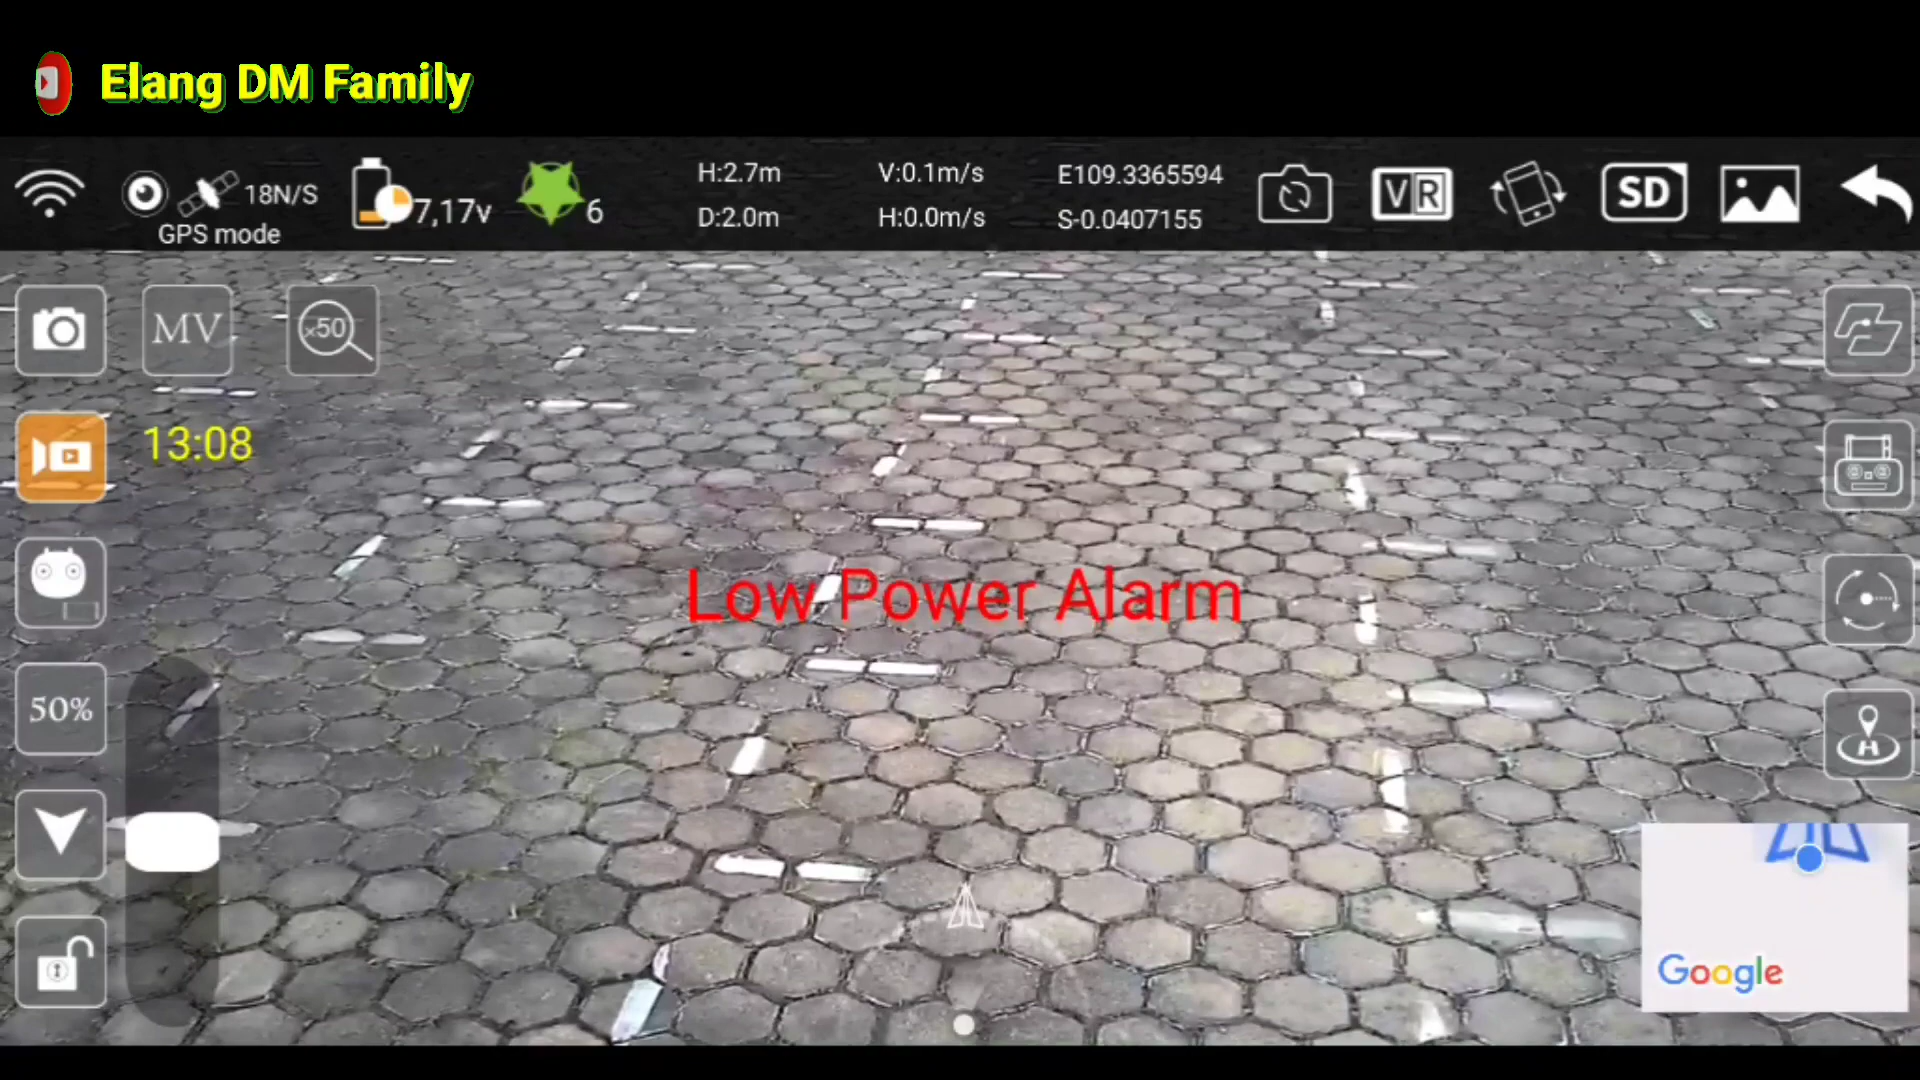 Elang DM Family
18N/S
GPS mode
7,17v
6
H:2.7m
D:2.0m
V:0.1m/s
H:0.0m/s
E109.3365594
S-0.0407155
VR
SD
MV
x50
13:08
Low Power Alarm
50%
H
Google